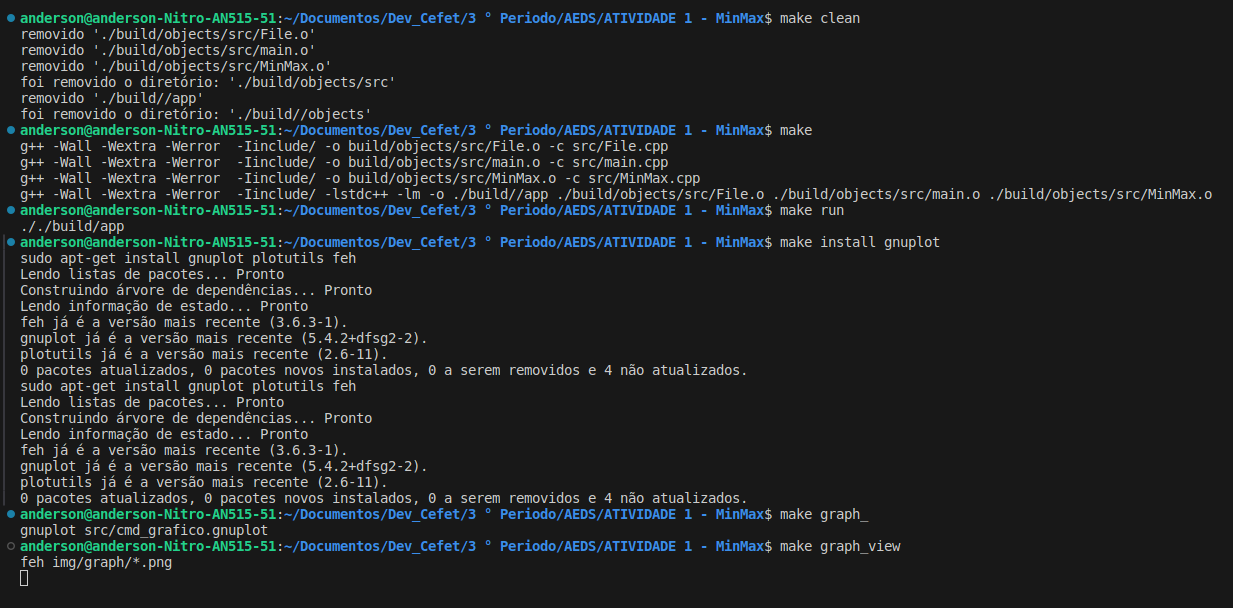 anderson@anderson-Nitro-AN515-51:~/Documentos/Dev_Cefet/3 ° Periodo/AEDS/ATIVIDADE 1 - MinMax$ make clean
removido './build/objects/src/File.o'
removido './build/objects/src/main.o'
removido './build/objects/src/MinMax.o'
foi removido o diretório: './build/objects/src'
removido './build//app'
foi removido o diretório: './build//objects'
anderson@anderson-Nitro-AN515-51:~/Documentos/Dev_Cefet/3 ° Periodo/AEDS/ATIVIDADE 1 - MinMax$ make
g++ -Wall -Wextra -Werror  -Iinclude/ -o build/objects/src/File.o -c src/File.cpp
g++ -Wall -Wextra -Werror  -Iinclude/ -o build/objects/src/main.o -c src/main.cpp
g++ -Wall -Wextra -Werror  -Iinclude/ -o build/objects/src/MinMax.o -c src/MinMax.cpp
g++ -Wall -Wextra -Werror  -Iinclude/ -lstdc++ -lm -o ./build//app ./build/objects/src/File.o ./build/objects/src/main.o ./build/objects/src/MinMax.o
anderson@anderson-Nitro-AN515-51:~/Documentos/Dev_Cefet/3 ° Periodo/AEDS/ATIVIDADE 1 - MinMax$ make run
././build/app
anderson@anderson-Nitro-AN515-51:~/Documentos/Dev_Cefet/3 ° Periodo/AEDS/ATIVIDADE 1 - MinMax$ make install gnuplot
sudo apt-get install gnuplot plotutils feh
Lendo listas de pacotes... Pronto
Construindo árvore de dependências... Pronto
Lendo informação de estado... Pronto
feh já é a versão mais recente (3.6.3-1).
gnuplot já é a versão mais recente (5.4.2+dfsg2-2).
plotutils já é a versão mais recente (2.6-11).
0 pacotes atualizados, 0 pacotes novos instalados, 0 a serem removidos e 4 não atualizados.
sudo apt-get install gnuplot plotutils feh
Lendo listas de pacotes... Pronto
Construindo árvore de dependências... Pronto
Lendo informação de estado... Pronto
feh já é a versão mais recente (3.6.3-1).
gnuplot já é a versão mais recente (5.4.2+dfsg2-2).
plotutils já é a versão mais recente (2.6-11).
0 pacotes atualizados, 0 pacotes novos instalados, 0 a serem removidos e 4 não atualizados.
anderson@anderson-Nitro-AN515-51:~/Documentos/Dev_Cefet/3 ° Periodo/AEDS/ATIVIDADE 1 - MinMax$ make graph_
gnuplot src/cmd_grafico.gnuplot
anderson@anderson-Nitro-AN515-51:~/Documentos/Dev_Cefet/3 ° Periodo/AEDS/ATIVIDADE 1 - MinMax$ make graph_view
feh img/graph/*.png